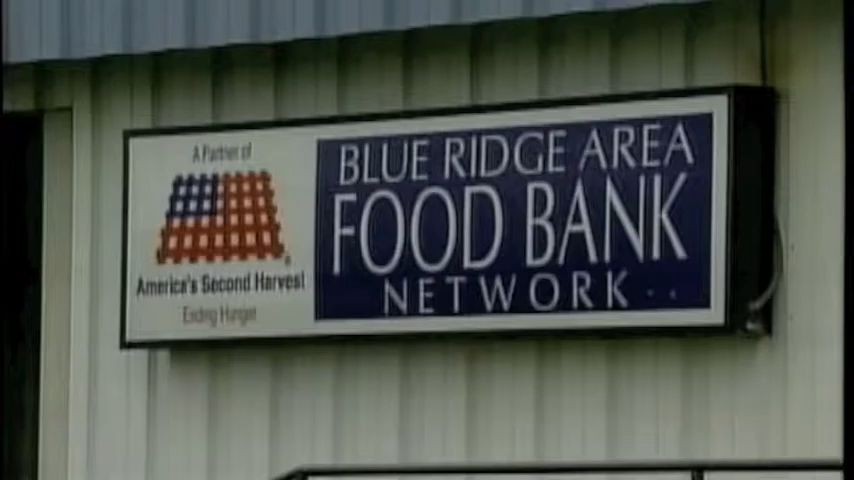 A Partner of
America's Second Harvest
Ending Hunger
BLUE RIDGE AREA
FOOD BANK
NETWORK